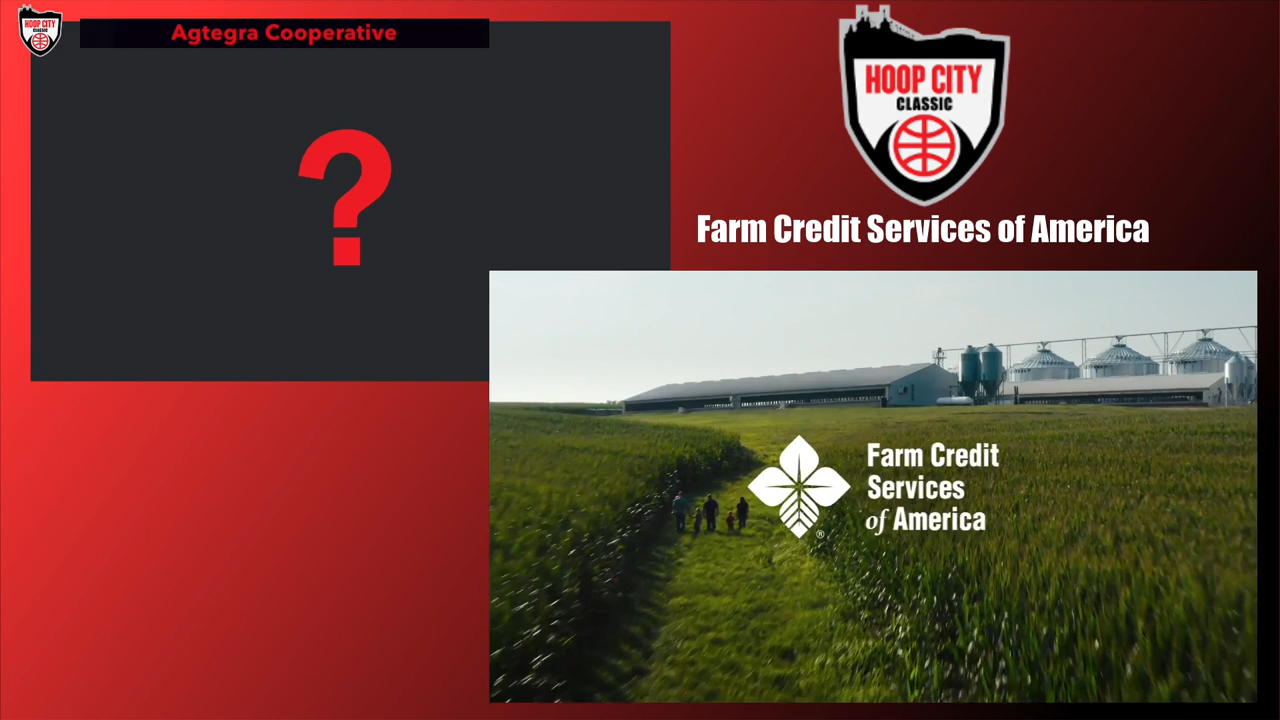 HOOP CITY
CLASSIC
Agtegra Cooperative
?
HOOP CITY
CLASSIC
Farm Credit Services of America
Farm Credit
Services
of America
®